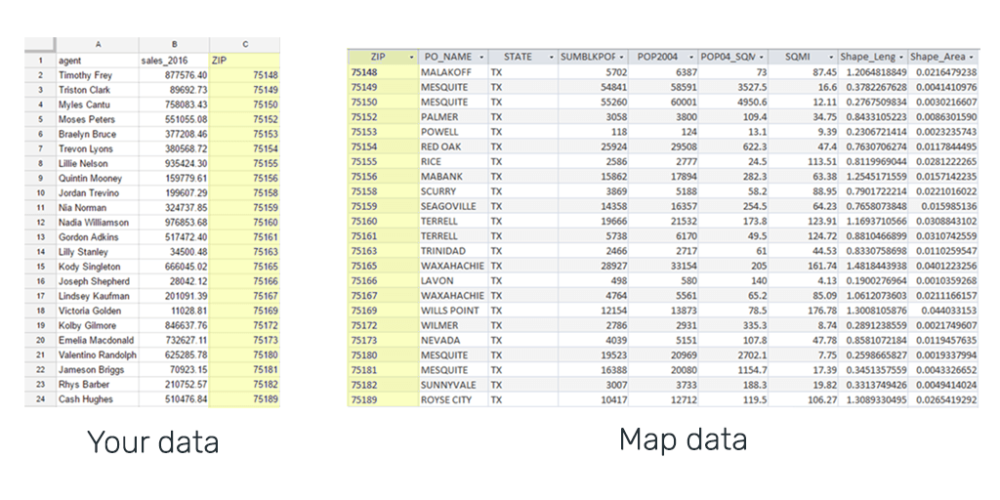 A B C
1 agent sales_2016 ZIP
2 Timothy Frey 877576.40 75148
3 Triston Clark 89692.73 75149
4 Myles Cantu 758083.43 75150
5 Moses Peters 551055.08 75152
6 Braelyn Bruce 377208.46 75153
7 Trevon Lyons 380568.72 75154
8 Lillie Nelson 935424.30 75155
9 Quintin Mooney 159779.61 75156
10 Jordan Trevino 199607.29 75158
11 Nia Norman 324737.85 75159
12 Nadia Williamson 976853.68 75160
13 Gordon Adkins 517472.40 75161
14 Lilly Stanley 34500.48 75163
15 Kody Singleton 666045.02 75165
16 Joseph Shepherd 28042.12 75166
17 Lindsey Kaufman 201091.39 75167
18 Victoria Golden 11028.81 75169
19 Kolby Gilmore 846637.76 75172
20 Emelia Macdonald 732627.11 75173
21 Valentino Randolph 625285.78 75180
22 Jameson Briggs 70923.15 75181
23 Rhys Barber 210752.57 75182
24 Cash Hughes 510476.84 75189
Your data
ZIP PO_NAME STATE SUMBLKPOP POP2004 POP04_SQM SQMI Shape_Leng Shape_Area
75148 MALAKOFF TX 5702 6387 73 87.45 1.2064818849 0.0216479238
75149 MESQUITE TX 54841 58591 3527.5 16.6 0.3782267628 0.0041410976
75150 MESQUITE TX 55260 60001 4950.6 12.11 0.2767509834 0.0030216607
75152 PALMER TX 3058 3800 109.4 34.75 0.8433105223 0.0086301590
75153 POWELL TX 118 124 13.1 9.39 0.2306721414 0.0023235743
75154 RED OAK TX 25924 29508 622.3 47.4 0.7630706274 0.0117844495
75155 RICE TX 2586 2777 24.5 113.51 0.8119969044 0.0281222265
75156 MABANK TX 15862 17894 282.3 63.38 1.2545171559 0.0157142235
75158 SCURRY TX 3869 5188 58.2 88.95 0.7901722214 0.0221016022
75159 SEAGOVILLE TX 14358 16357 254.5 64.23 0.7658073848 0.015985136
75160 TERRELL TX 19666 21532 173.8 123.91 1.1693710566 0.0308843102
75161 TERRELL TX 5738 6170 49.5 124.72 0.8810466899 0.0310742559
75163 TRINIDAD TX 2466 2717 61 44.53 0.8330758698 0.0110259547
75165 WAXAHACHIE TX 28927 33154 205 161.74 1.4818443938 0.0401223256
75166 LAVON TX 498 580 140 4.13 0.1900276964 0.0010359268
75167 WAXAHACHIE TX 4764 5561 65.2 85.09 1.0612073603 0.0211166157
75169 WILLS POINT TX 12154 13873 78.5 176.78 1.3008105876 0.044033153
75172 WILMER TX 2786 2931 335.3 8.74 0.2891238559 0.0021749607
75173 NEVADA TX 4039 5151 107.8 47.78 0.8581072184 0.0119457635
75180 MESQUITE TX 19523 20969 2702.1 7.75 0.2598665827 0.0019337994
75181 MESQUITE TX 16388 20080 1154.7 17.39 0.3451357559 0.0043326652
75182 SUNNYVALE TX 3007 3733 188.3 19.82 0.3313749426 0.0049414024
75189 ROYSE CITY TX 10417 12712 119.5 106.27 1.3089330495 0.0265419292
Map data